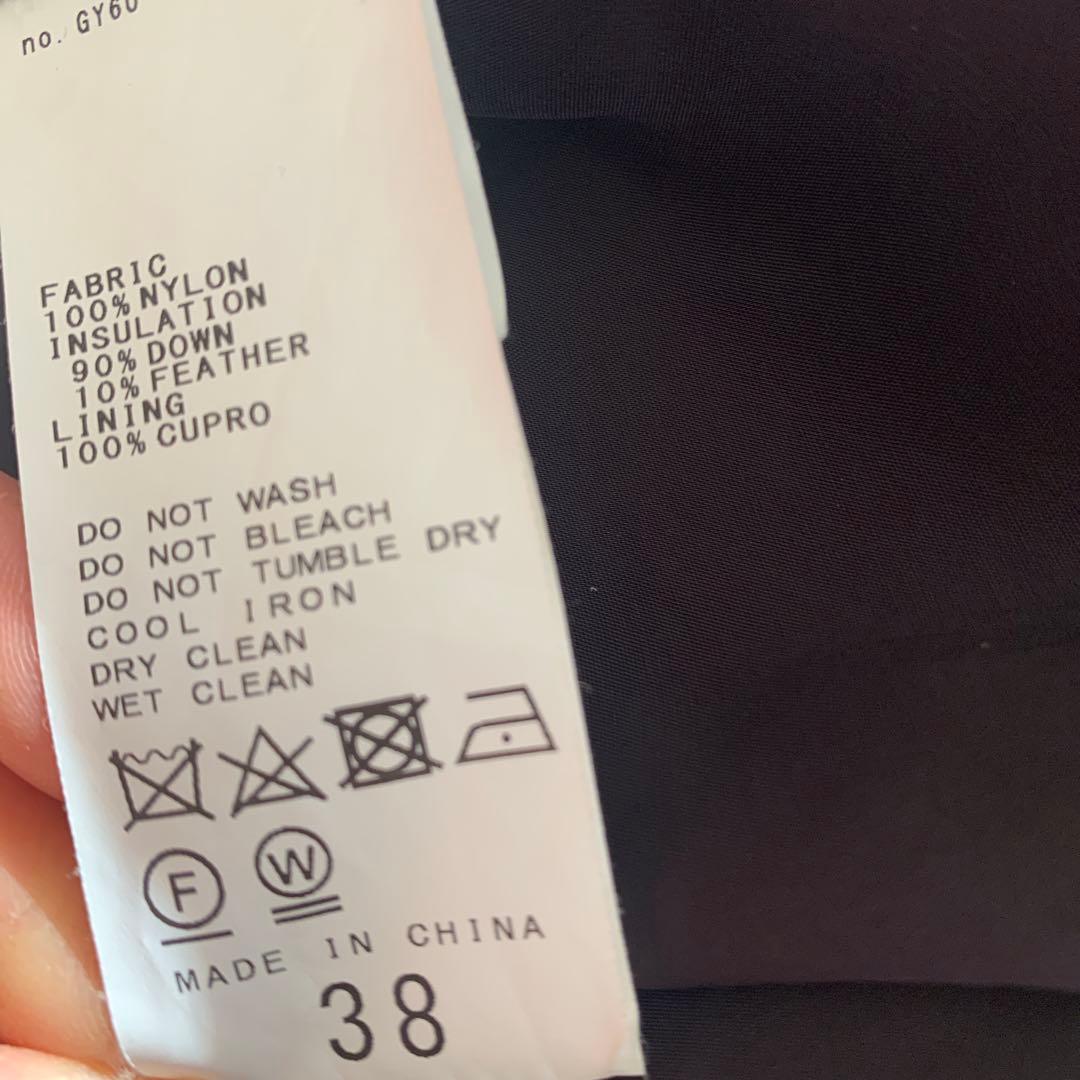 no. GY60
FABRIC
100% NYLON
INSULATION
90% DOWN
10% FEATHER
LINING
100% CUPRO
DO NOT WASH
DO NOT BLEACH
DO NOT TUMBLE DRY
COOL IRON
DRY CLEAN
WET CLEAN
F W
MADE IN CHINA
38